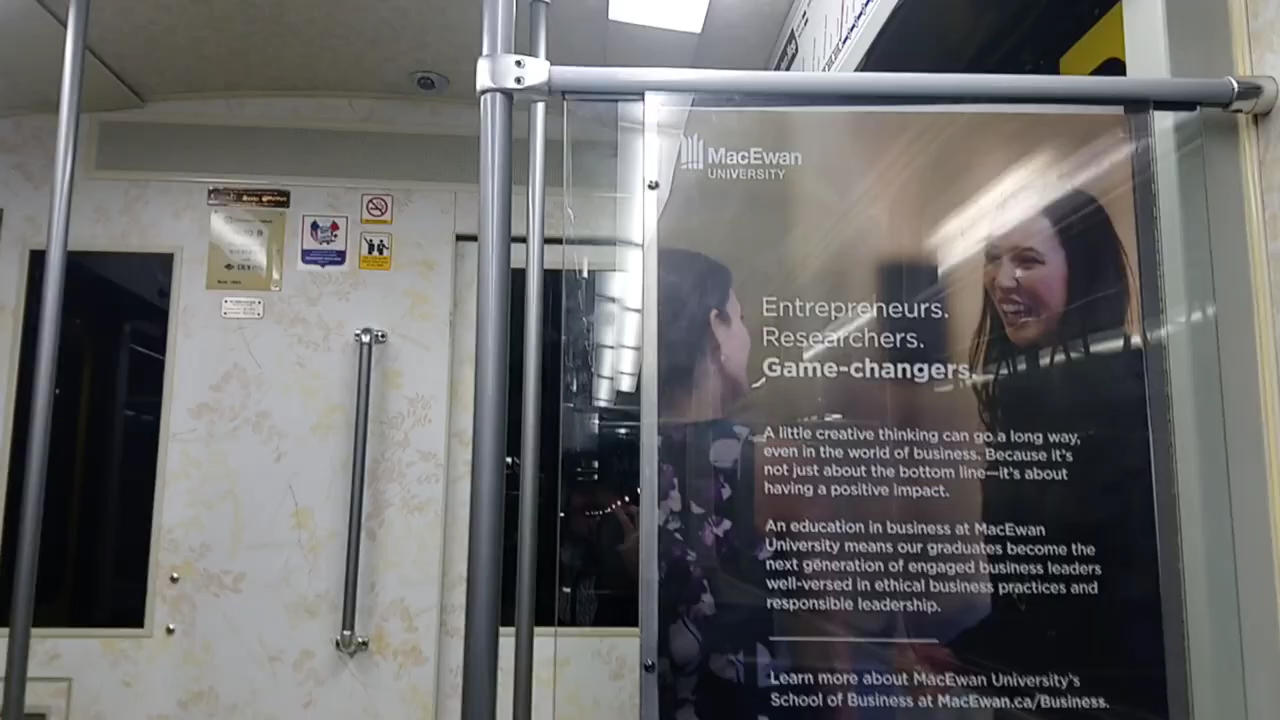 MacEwan
UNIVERSITY
Entrepreneurs.
Researchers.
Game-changers.
A little creative thinking can go a long way,
even in the world of business. Because it's
not just about the bottom line—it's about
having a positive impact.
An education in business at MacEwan
University means our graduates become the
next generation of engaged business leaders
well-versed in ethical business practices and
responsible leadership.
Learn more about MacEwan University's
School of Business at MacEwan.ca/Business.